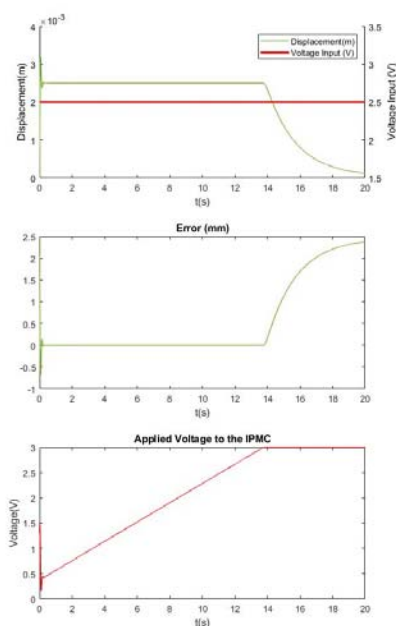 × 10⁻³
4
3
2
1
0
Displacement(m)
3.5
3
2.5
2
1.5
Voltage Input (V)
Displacement(m)
Voltage Input (V)
0 2 4 6 8 10 12 14 16 18 20
t(s)
Error (mm)
2.5
2
1.5
1
0.5
0
-0.5
-1
0 2 4 6 8 10 12 14 16 18 20
t(s)
Applied Voltage to the IPMC
3
2.5
2
1.5
1
0.5
0
Voltage(V)
0 2 4 6 8 10 12 14 16 18 20
t(s)